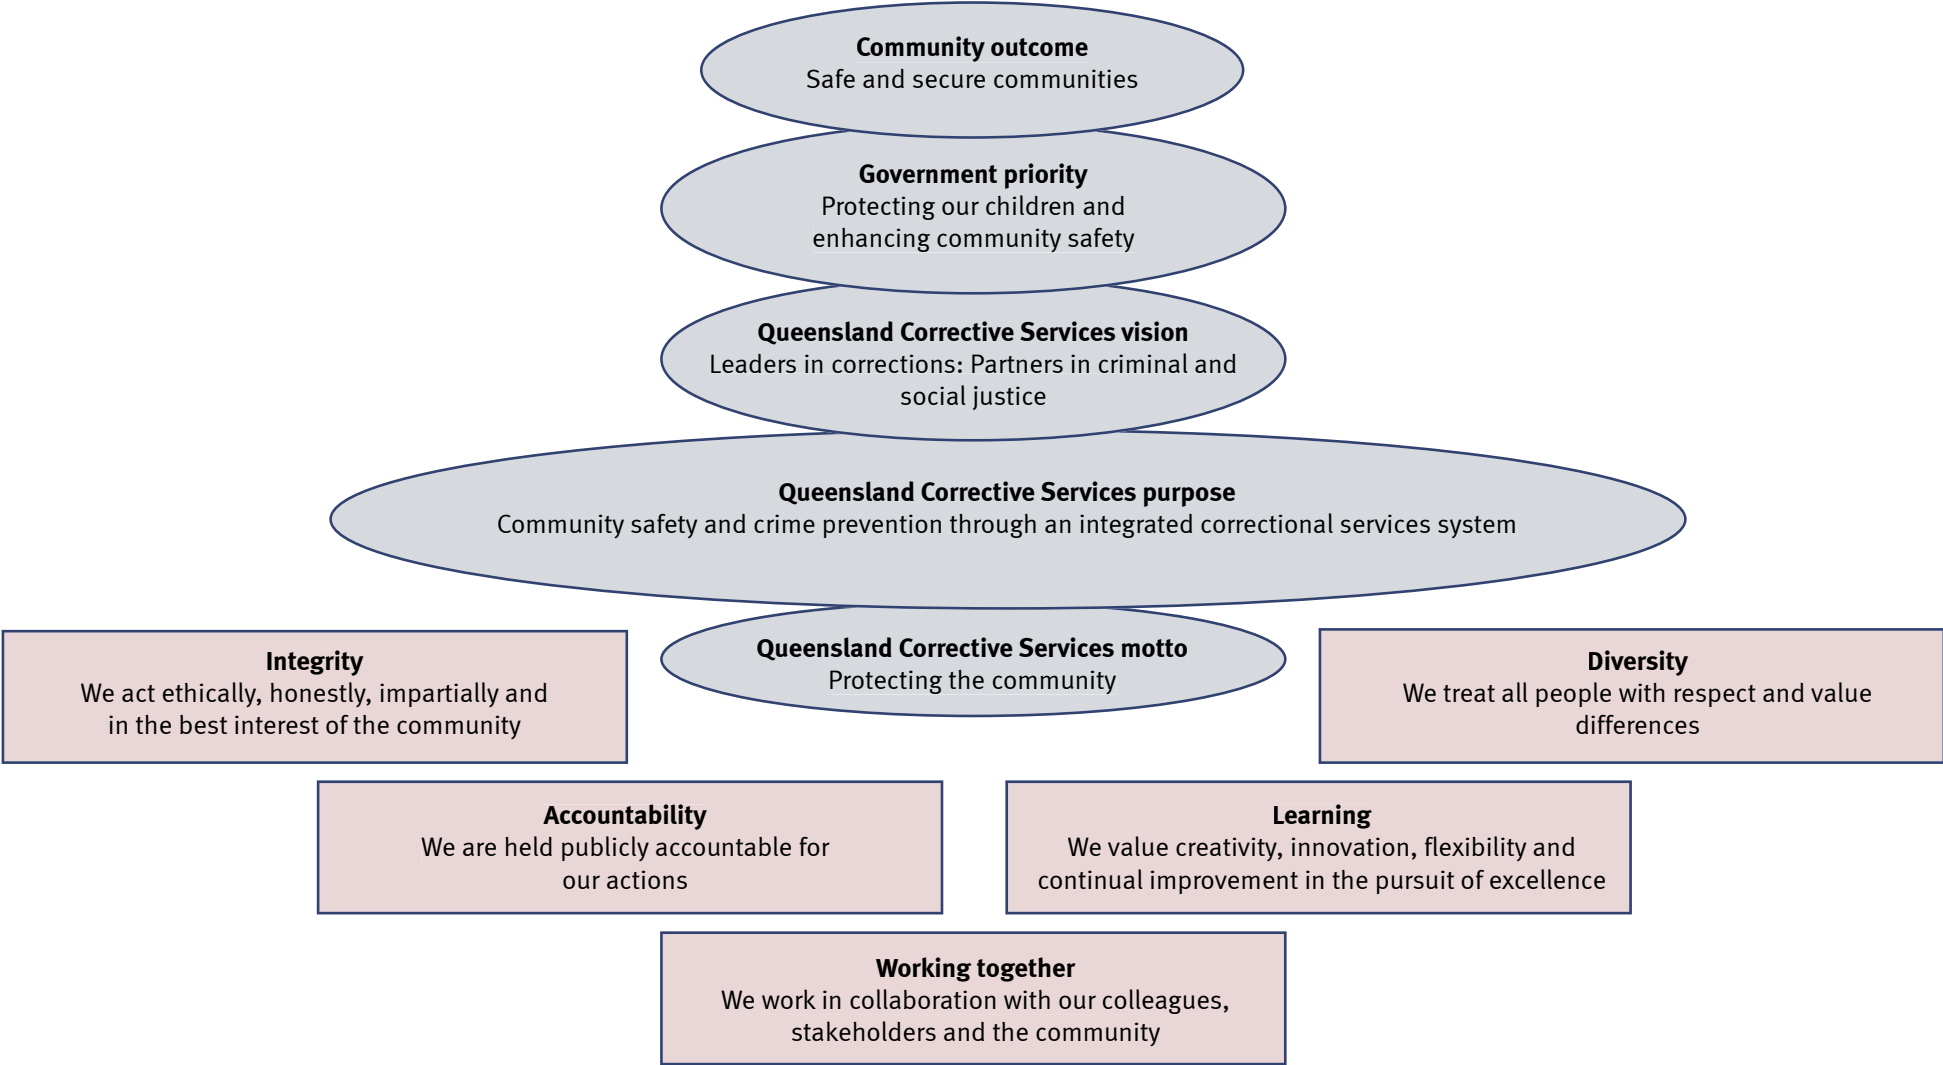 Community outcome
Safe and secure communities
Government priority
Protecting our children and
enhancing community safety
Queensland Corrective Services vision
Leaders in corrections: Partners in criminal and
social justice
Queensland Corrective Services purpose
Community safety and crime prevention through an integrated correctional services system
Queensland Corrective Services motto
Protecting the community
Integrity
We act ethically, honestly, impartially and
in the best interest of the community
Diversity
We treat all people with respect and value
differences
Accountability
We are held publicly accountable for
our actions
Learning
We value creativity, innovation, flexibility and
continual improvement in the pursuit of excellence
Working together
We work in collaboration with our colleagues,
stakeholders and the community